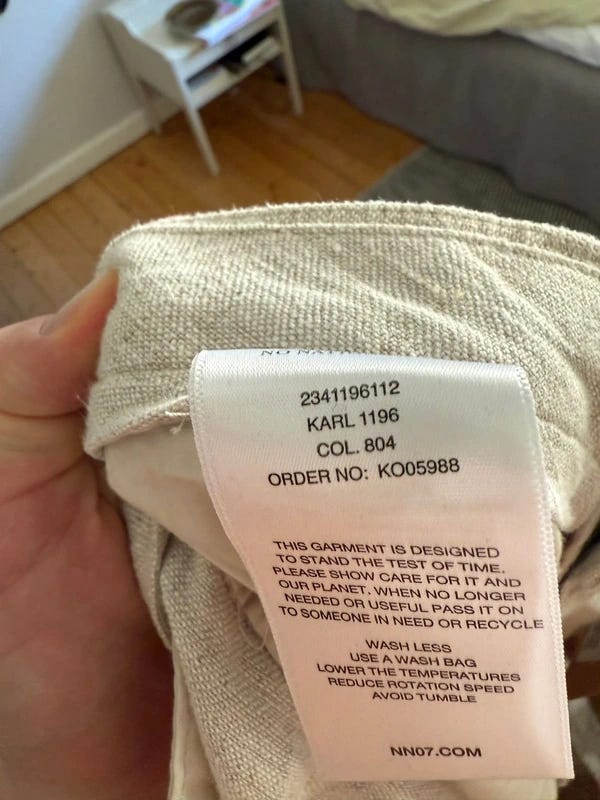 NO NAT
2341196112
KARL 1196
COL. 804
ORDER NO: KO05988
THIS GARMENT IS DESIGNED
TO STAND THE TEST OF TIME.
PLEASE SHOW CARE FOR IT AND
OUR PLANET. WHEN NO LONGER
NEEDED OR USEFUL PASS IT ON
TO SOMEONE IN NEED OR RECYCLE
WASH LESS
USE A WASH BAG
LOWER THE TEMPERATURES
REDUCE ROTATION SPEED
AVOID TUMBLE
NN07.COM